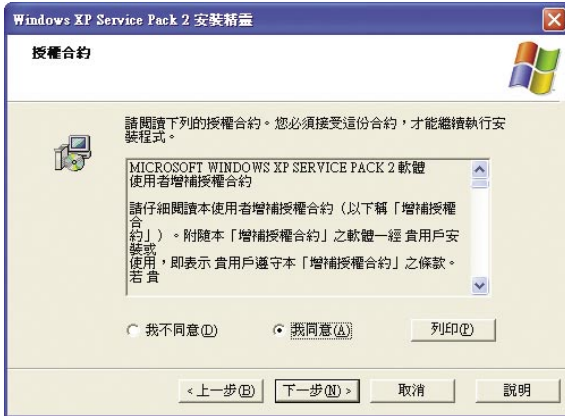 Windows XP Service Pack 2 安裝精靈
授權合約
請閱讀下列的授權合約。您必須接受這份合約，才能繼續執行安
裝程式。
MICROSOFT WINDOWS XP SERVICE PACK 2 軟體
使用者增補授權合約
請仔細閱讀本使用者增補授權合約（以下稱「增補授權
合
約」）。附隨本「增補授權合約」之軟體一經 貴用戶安
裝或
使用，即表示 貴用戶遵守本「增補授權合約」之條款。
若 貴
我不同意(D) 我同意(A) 列印(P)
<上一步(B) 下一步(N)> 取消 說明